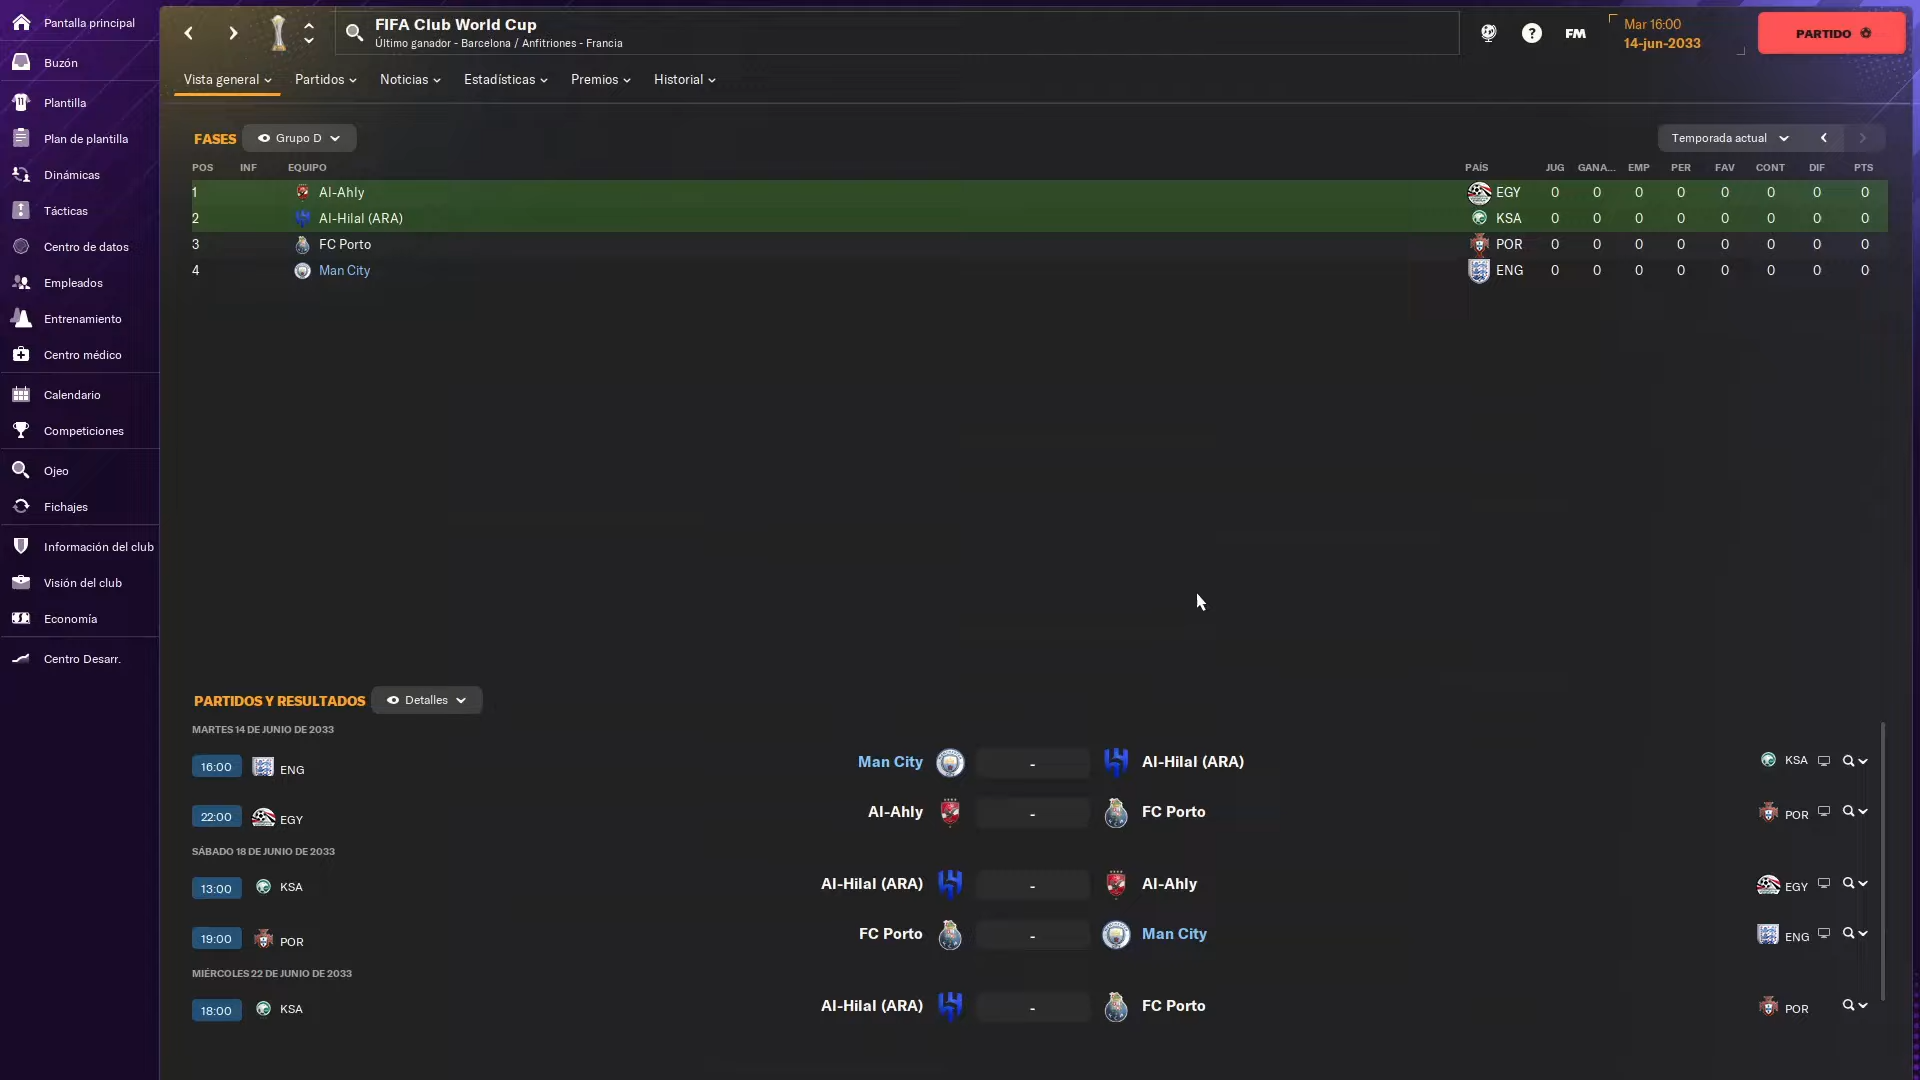 Pantalla principal
Buzón
Plantilla
Plan de plantilla
Dinámicas
Tácticas
Centro de datos
Empleados
Entrenamiento
Centro médico
Calendario
Competiciones
Ojeo
Fichajes
Información del club
Visión del club
Economía
Centro Desarr.
FIFA Club World Cup
Último ganador - Barcelona / Anfitriones - Francia
? FM
Mar 16:00
14-jun-2033
PARTIDO
Vista general Partidos Noticias Estadísticas Premios Historial
FASES Grupo D Temporada actual
POS INF EQUIPO PAÍS JUG GANA... EMP PER FAV CONT DIF PTS
1 Al-Ahly EGY 0 0 0 0 0 0 0 0
2 Al-Hilal (ARA) KSA 0 0 0 0 0 0 0 0
3 FC Porto POR 0 0 0 0 0 0 0 0
4 Man City ENG 0 0 0 0 0 0 0 0
PARTIDOS Y RESULTADOS Detalles
MARTES 14 DE JUNIO DE 2033
16:00 ENG Man City - Al-Hilal (ARA) KSA
22:00 EGY Al-Ahly - FC Porto POR
SÁBADO 18 DE JUNIO DE 2033
13:00 KSA Al-Hilal (ARA) - Al-Ahly EGY
19:00 POR FC Porto - Man City ENG
MIÉRCOLES 22 DE JUNIO DE 2033
18:00 KSA Al-Hilal (ARA) - FC Porto POR